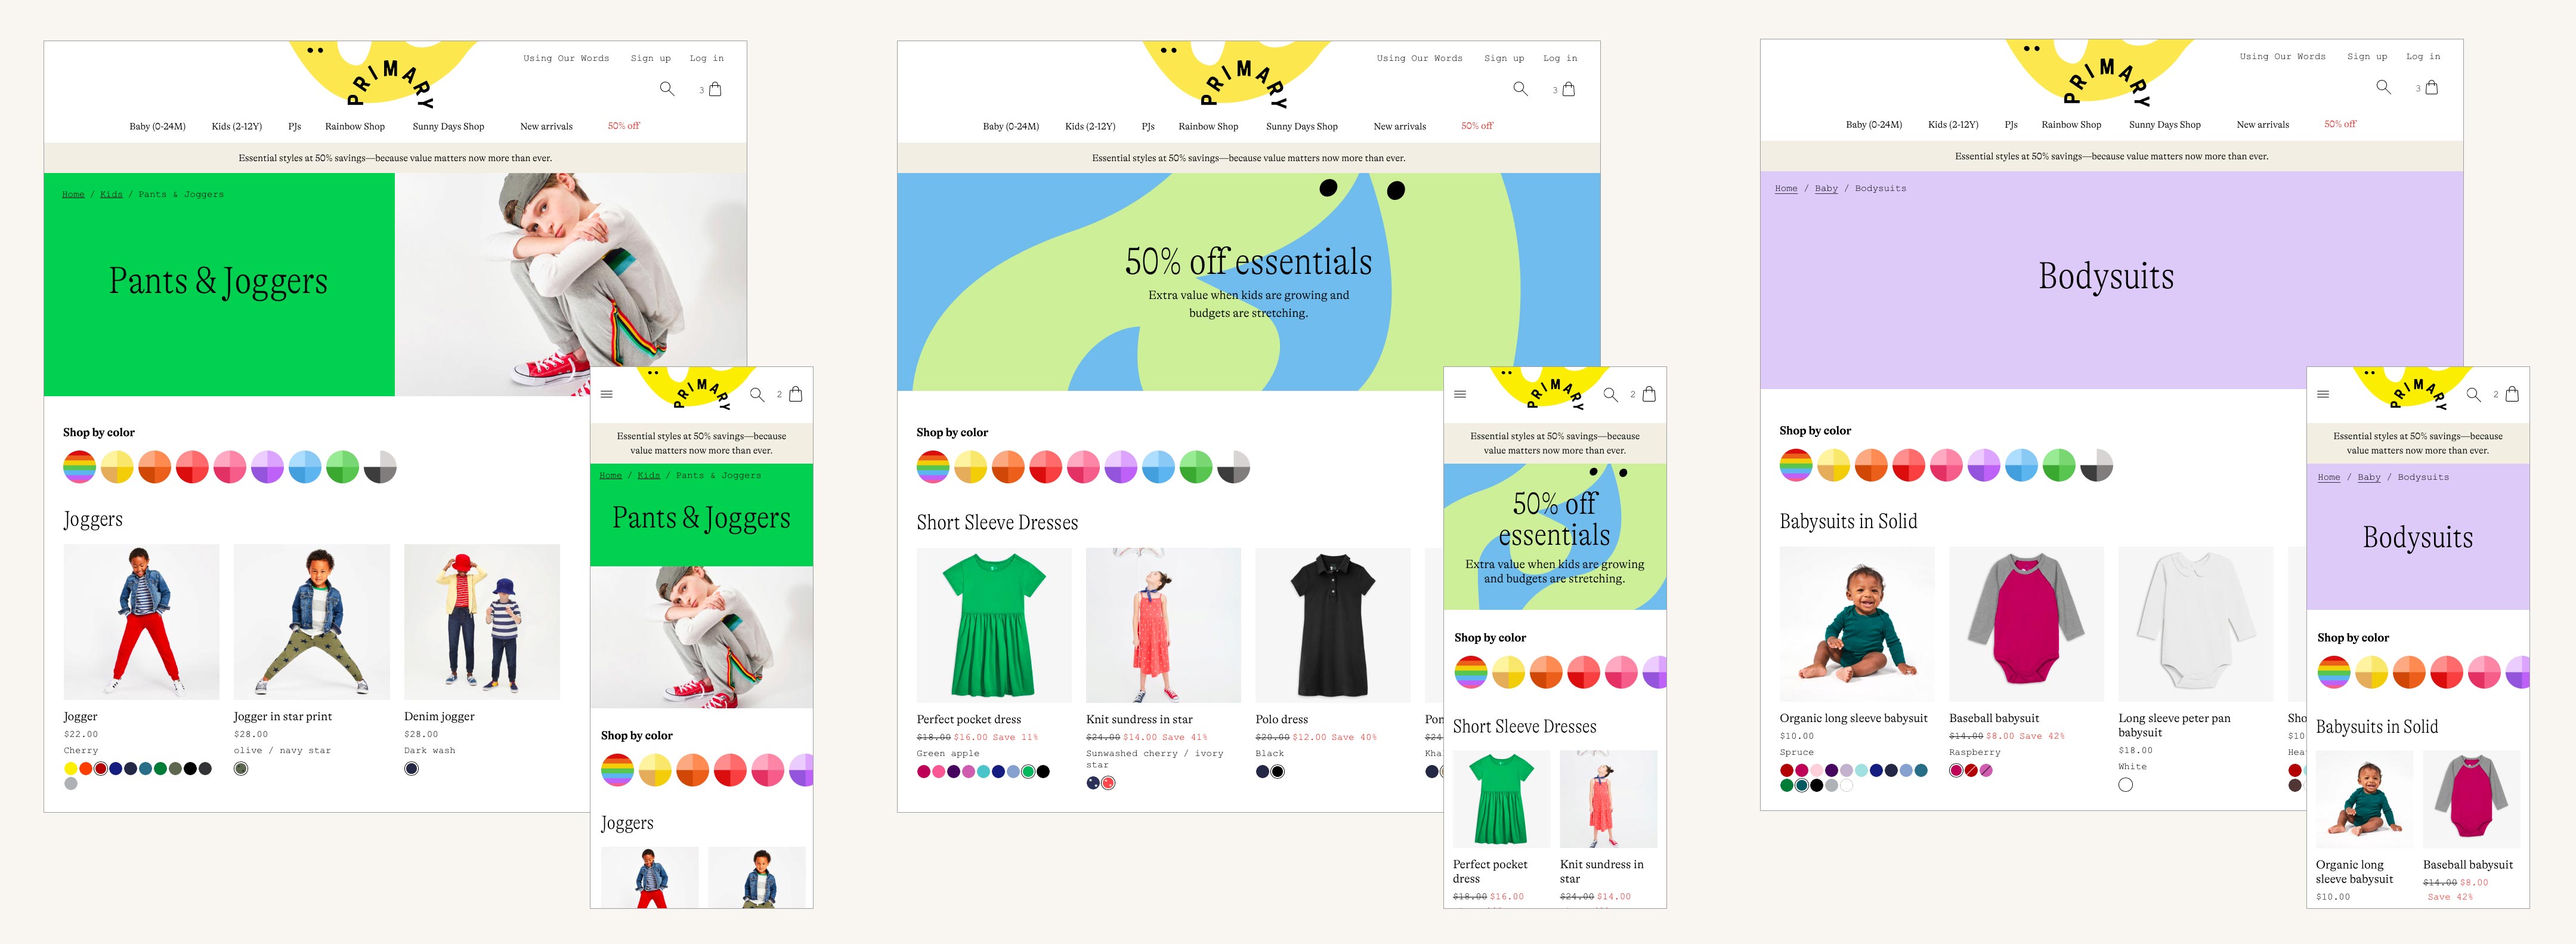 Using Our Words Sign up Log in
PRIMARY
3
Baby (0-24M) Kids (2-12Y) PJs Rainbow Shop Sunny Days Shop New arrivals 50% off
Essential styles at 50% savings—because value matters now more than ever.
Home / Kids / Pants & Joggers
Pants & Joggers
Shop by color
Joggers
Jogger
$22.00
Cherry
Jogger in star print
$28.00
olive / navy star
Denim jogger
$28.00
Dark wash
PRIMARY
2
Essential styles at 50% savings—because
value matters now more than ever.
Home / Kids / Pants & Joggers
Pants & Joggers
Shop by color
Joggers
Using Our Words Sign up Log in
PRIMARY
3
Baby (0-24M) Kids (2-12Y) PJs Rainbow Shop Sunny Days Shop New arrivals 50% off
Essential styles at 50% savings—because value matters now more than ever.
50% off essentials
Extra value when kids are growing and
budgets are stretching.
Shop by color
Short Sleeve Dresses
Perfect pocket dress
$18.00 $16.00 Save 11%
Green apple
Knit sundress in star
$24.00 $14.00 Save 41%
Sunwashed cherry / ivory
star
Polo dress
$20.00 $12.00 Save 40%
Black
Pon
$24
Kha
PRIMARY
2
Essential styles at 50% savings—because
value matters now more than ever.
50% off
essentials
Extra value when kids are growing
and budgets are stretching.
Shop by color
Short Sleeve Dresses
Perfect pocket
dress
$18.00 $16.00
Knit sundress in
star
$24.00 $14.00
Using Our Words Sign up Log in
PRIMARY
3
Baby (0-24M) Kids (2-12Y) PJs Rainbow Shop Sunny Days Shop New arrivals 50% off
Essential styles at 50% savings—because value matters now more than ever.
Home / Baby / Bodysuits
Bodysuits
Shop by color
Babysuits in Solid
Organic long sleeve babysuit
$10.00
Spruce
Baseball babysuit
$14.00 $8.00 Save 42%
Raspberry
Long sleeve peter pan
babysuit
$18.00
White
Sho
$10
Hea
PRIMARY
2
Essential styles at 50% savings—because
value matters now more than ever.
Home / Baby / Bodysuits
Bodysuits
Shop by color
Babysuits in Solid
Organic long
sleeve babysuit
$10.00
Baseball babysuit
$14.00 $8.00
Save 42%